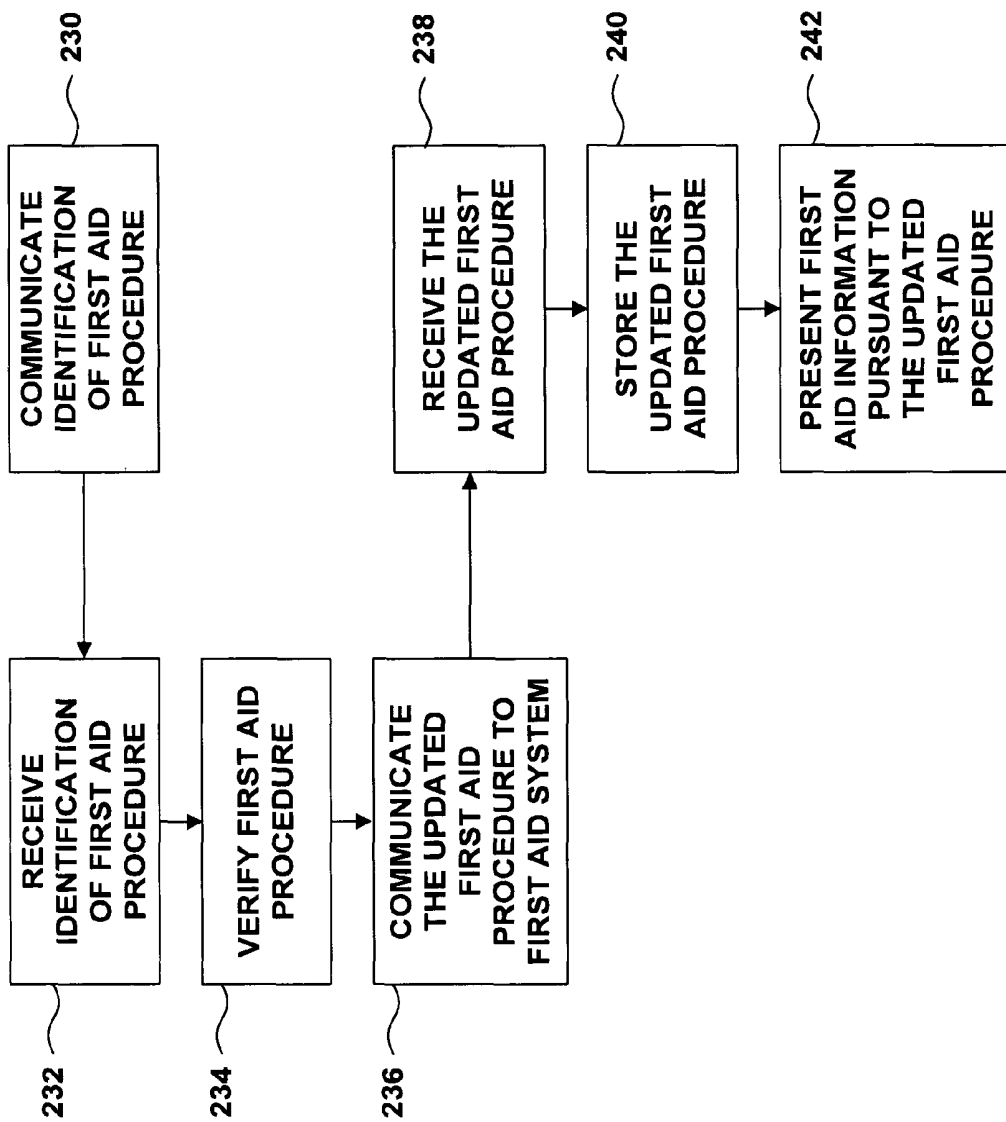 230
COMMUNICATE
IDENTIFICATION
OF FIRST AID
PROCEDURE
232
RECEIVE
IDENTIFICATION
OF FIRST AID
PROCEDURE
234
VERIFY FIRST AID
PROCEDURE
236
COMMUNICATE
THE UPDATED
FIRST AID
PROCEDURE TO
FIRST AID SYSTEM
238
RECEIVE THE
UPDATED FIRST
AID PROCEDURE
240
STORE THE
UPDATED FIRST
AID PROCEDURE
242
PRESENT FIRST
AID INFORMATION
PURSUANT TO
THE UPDATED
FIRST AID
PROCEDURE